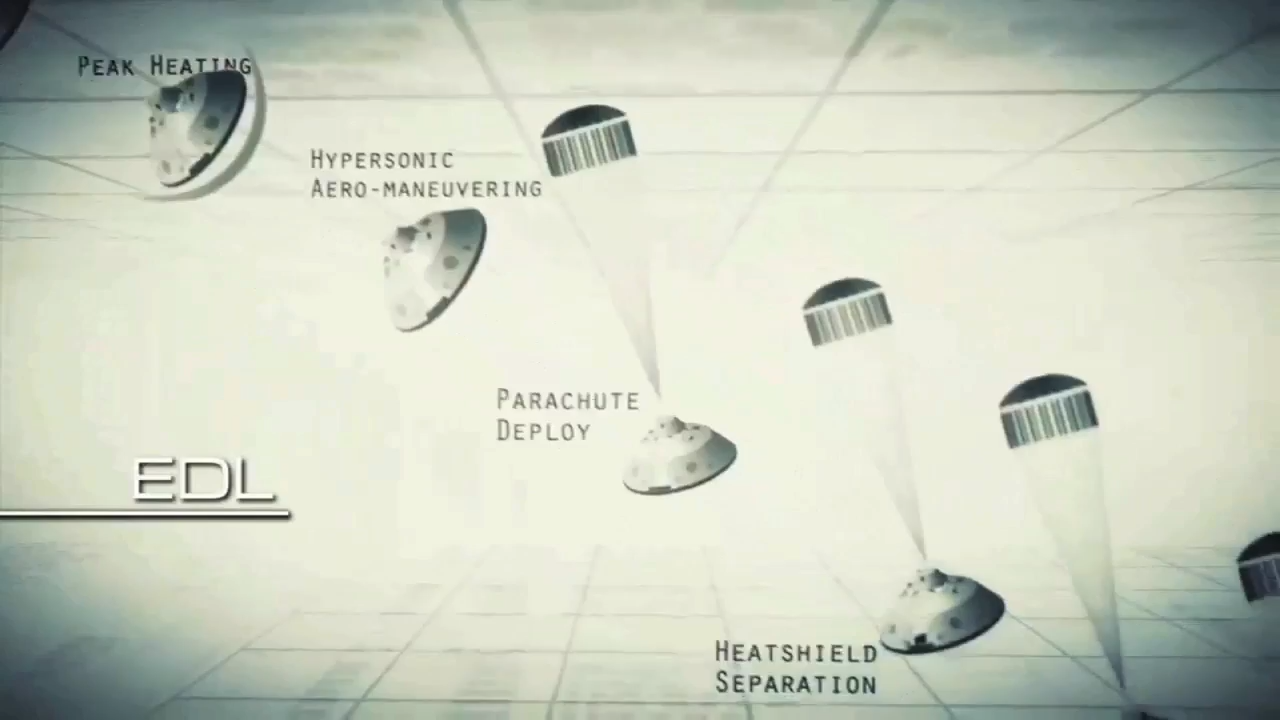 PEAK HEATING
HYPERSONIC
AERO-MANEUVERING
PARACHUTE
DEPLOY
EDL
HEATSHIELD
SEPARATION